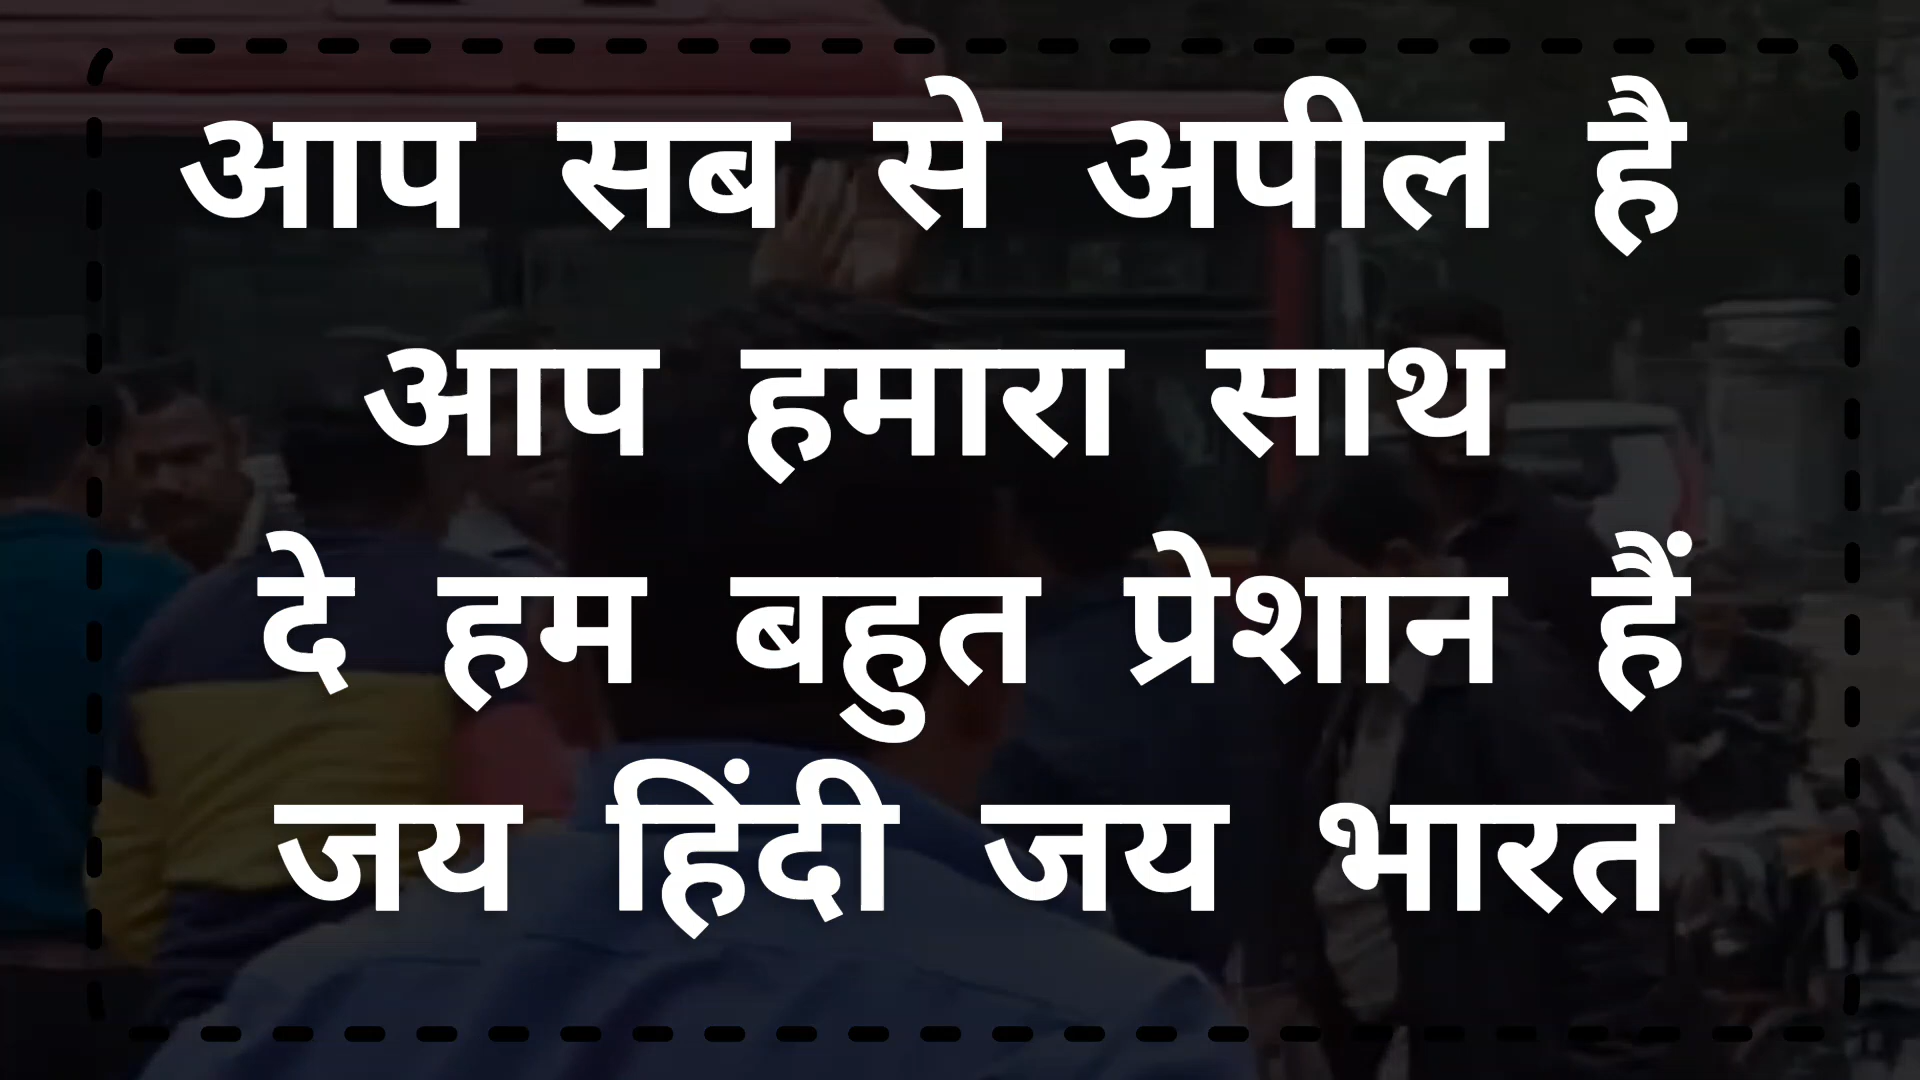 आप सब से अपील है
आप हमारा साथ
दे हम बहुत प्रेशान हैं
जय हिंदी जय भारत